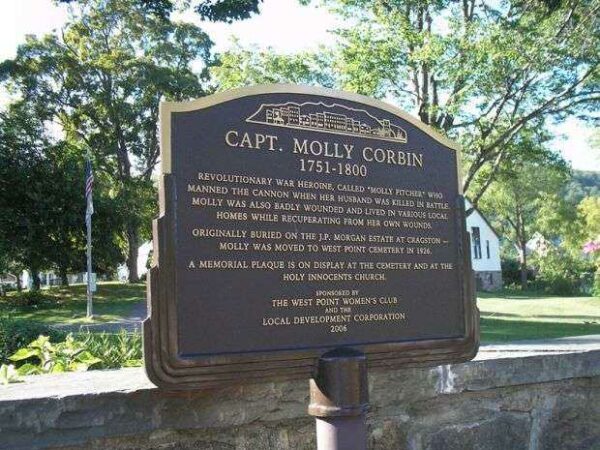 CAPT. MOLLY CORBIN
1751-1800
REVOLUTIONARY WAR HEROINE, CALLED "MOLLY PITCHER" WHO
MANNED THE CANNON WHEN HER HUSBAND WAS KILLED IN BATTLE
MOLLY WAS ALSO BADLY WOUNDED AND LIVED IN VARIOUS LOCAL
HOMES WHILE RECUPERATING FROM HER OWN WOUNDS.
ORIGINALLY BURIED ON THE J.P. MORGAN ESTATE AT CRAGSTON —
MOLLY WAS MOVED TO WEST POINT CEMETERY IN 1926.
A MEMORIAL PLAQUE IS ON DISPLAY AT THE CEMETERY AND AT THE
HOLY INNOCENTS CHURCH.
SPONSORED BY
THE WEST POINT WOMEN'S CLUB
AND THE
LOCAL DEVELOPMENT CORPORATION
2006